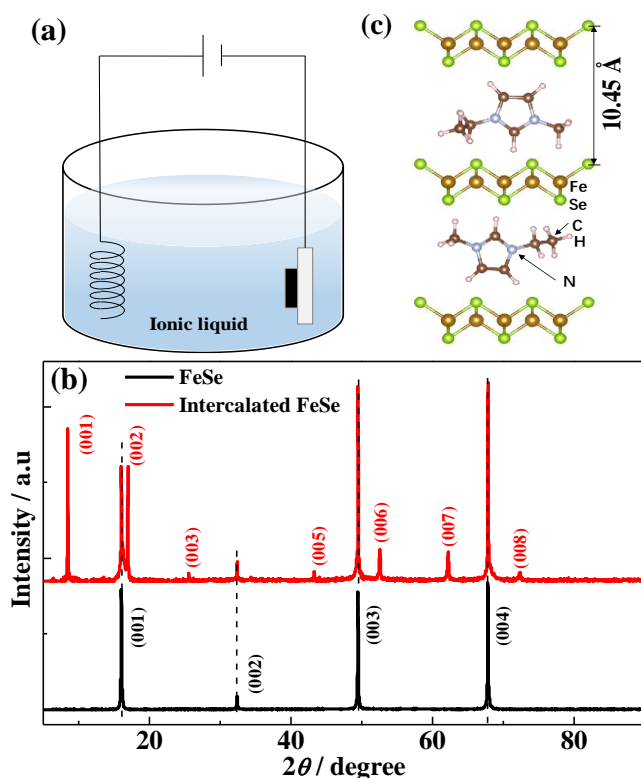 (a)
Ionic liquid
(c)
10.45 Å
Fe
Se
C
H
N
(b)
FeSe
Intercalated FeSe
(001)
(002)
(003)
(005)
(006)
(007)
(008)
(001)
(002)
(003)
(004)
Intensity / a.u
20
40
60
80
2θ / degree